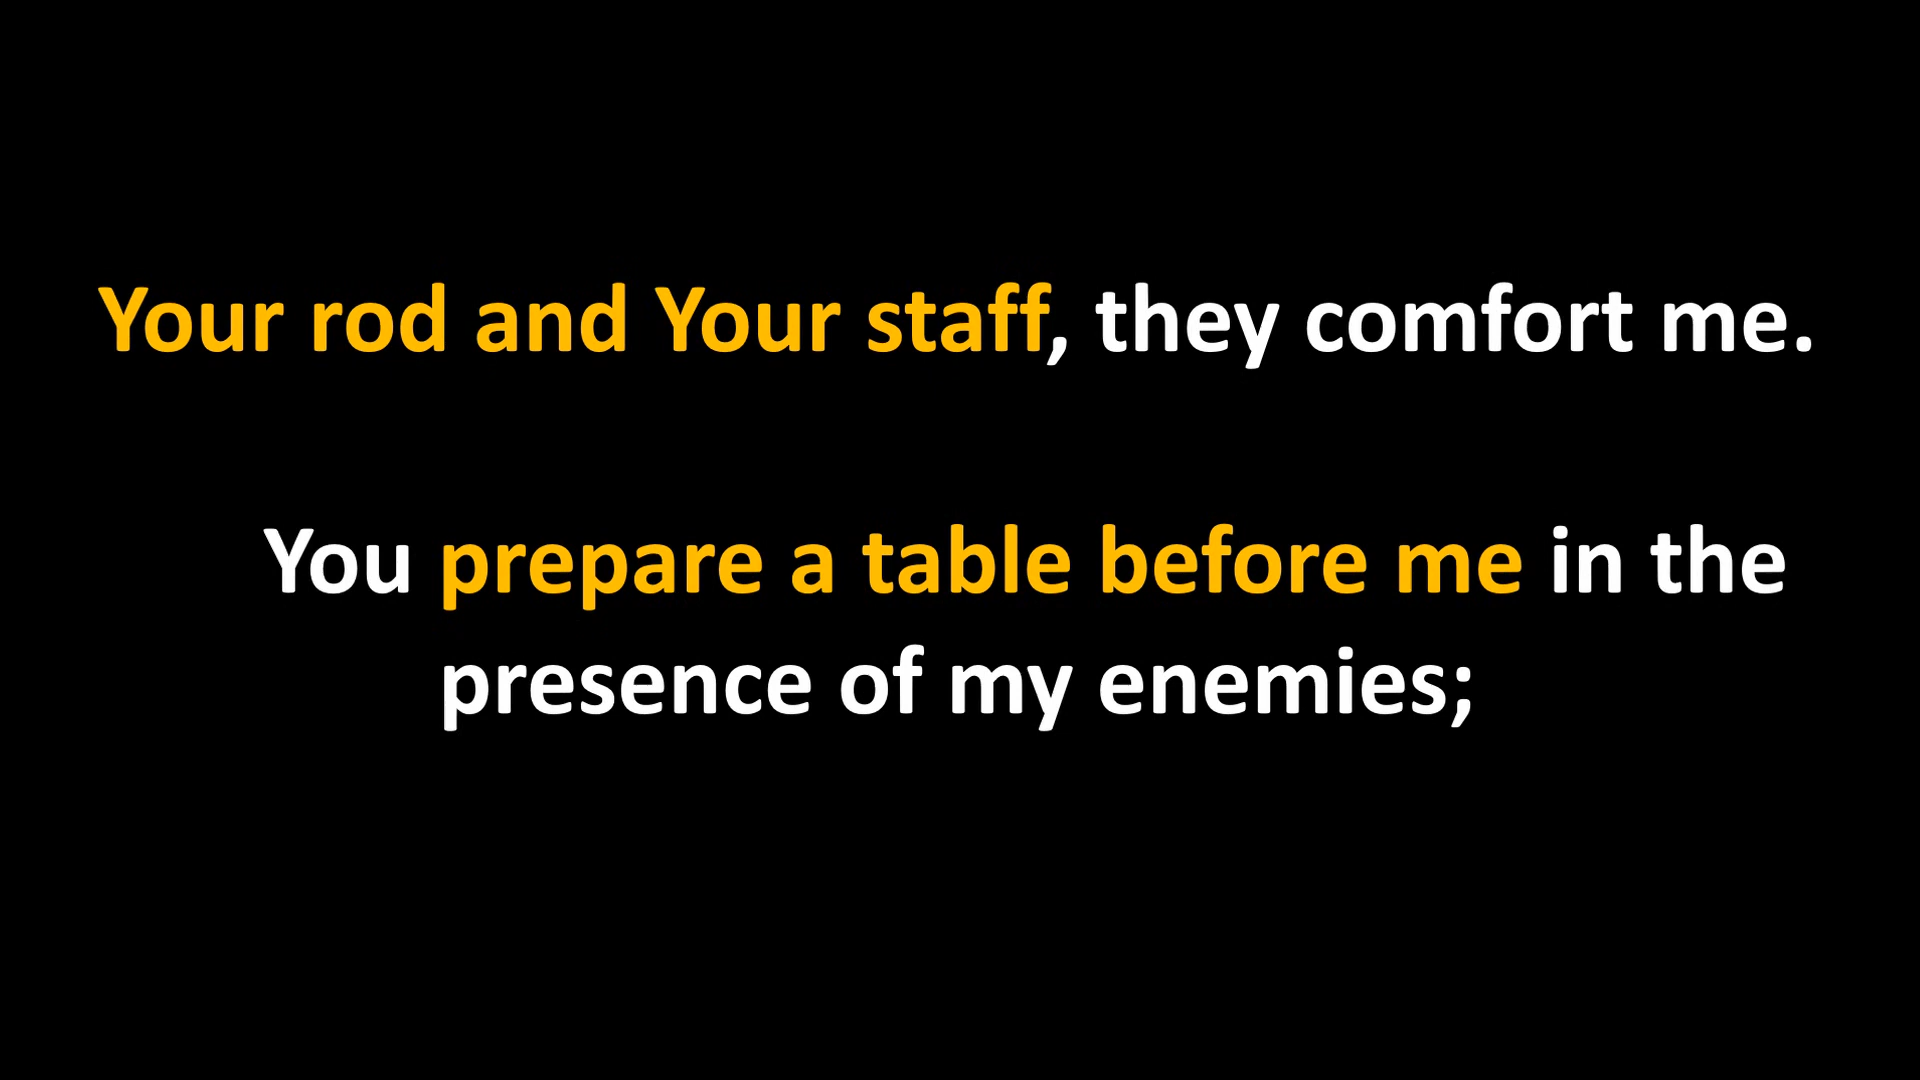 Your rod and Your staff, they comfort me.
You prepare a table before me in the
presence of my enemies;